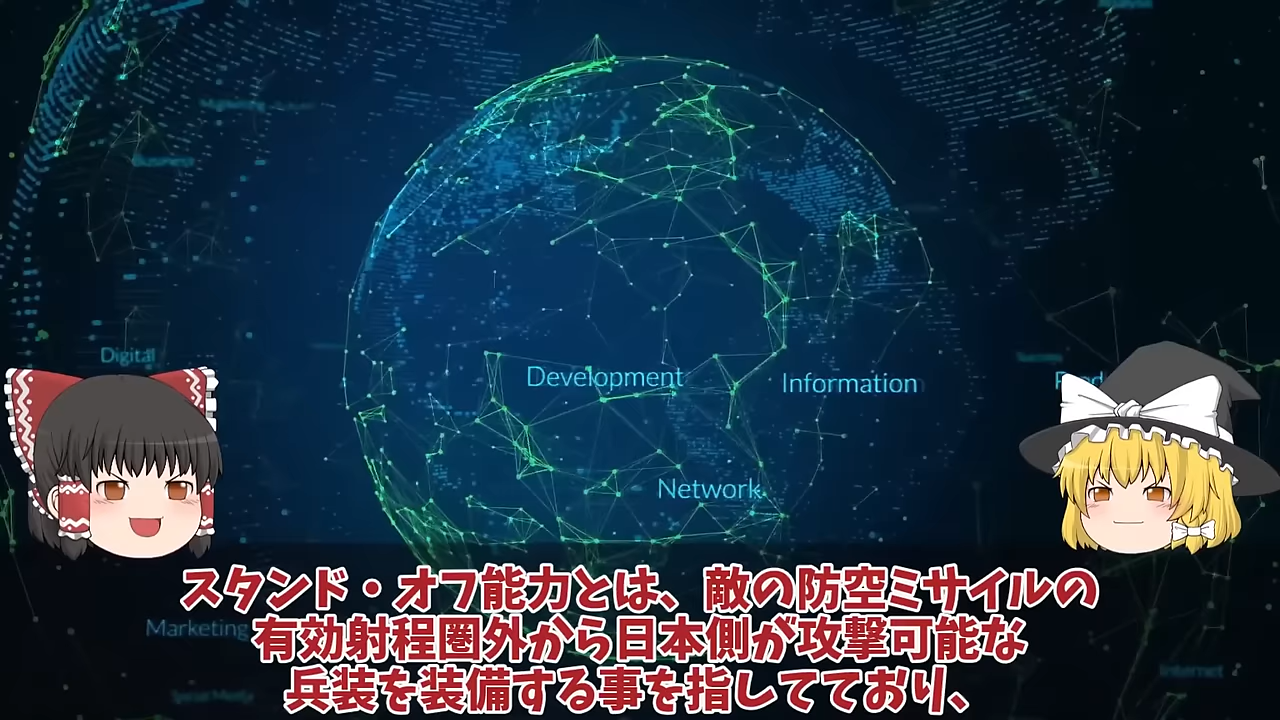 Digital
Development
Information
Network
Marketing
Internet
スタンド・オフ能力とは、敵の防空ミサイルの
有効射程圏外から日本側が攻撃可能な
兵装を装備する事を指してており、